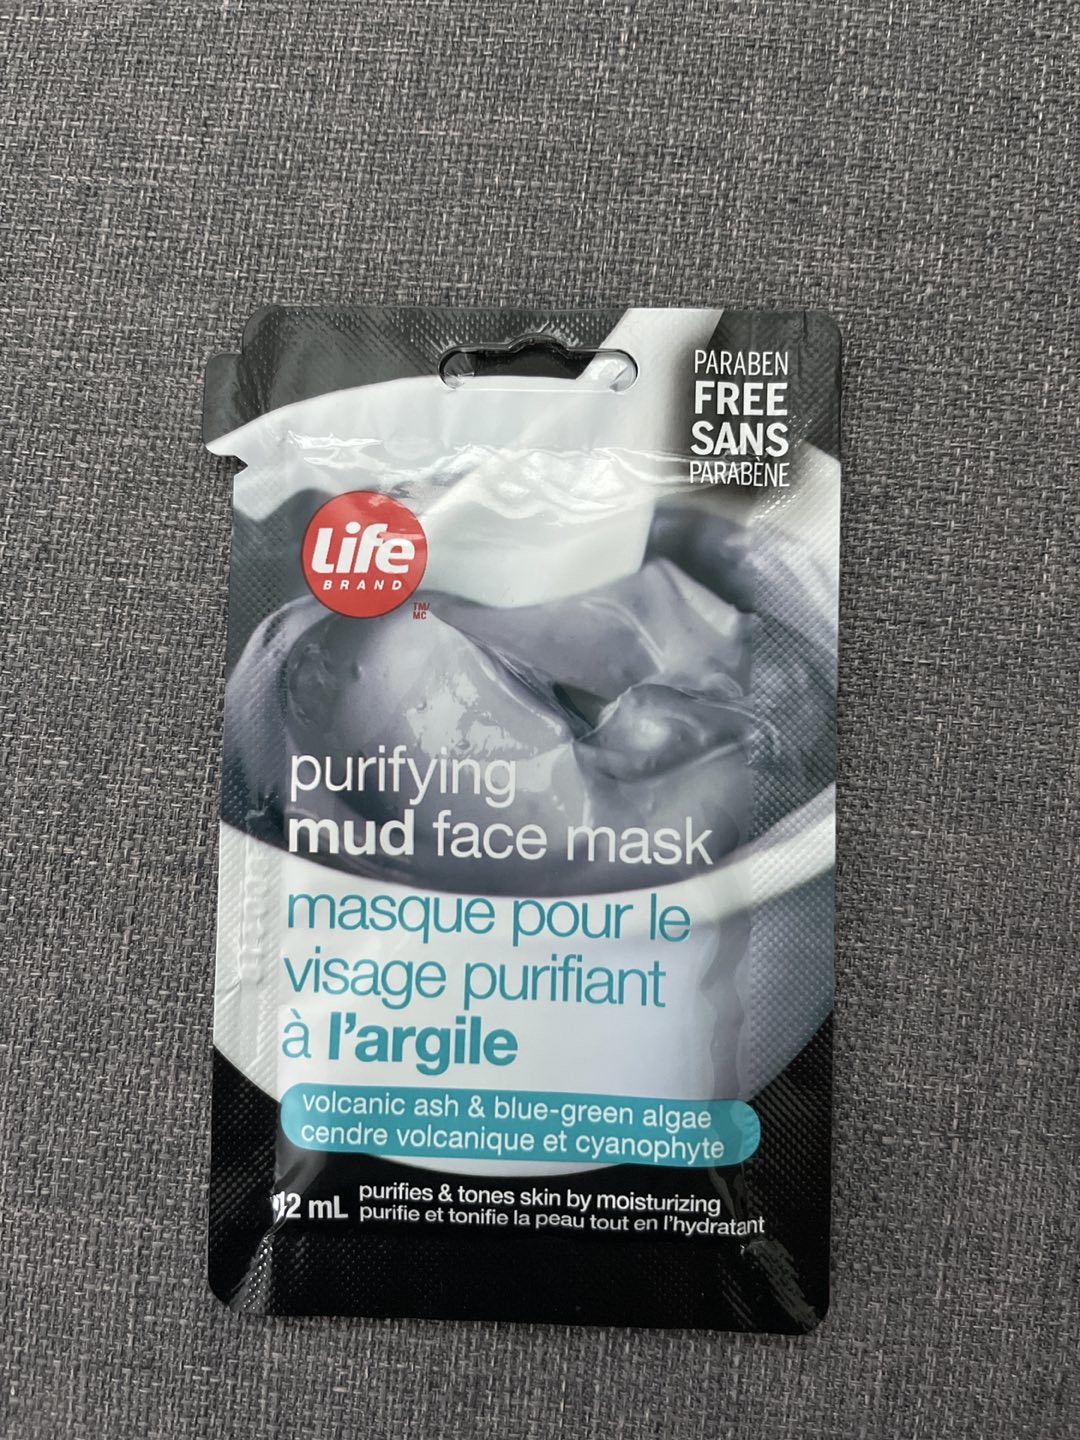 PARABEN
FREE
SANS
PARABÈNE
Life
BRAND
TM/
MC
purifying
mud face mask
masque pour le
visage purifiant
à l'argile
volcanic ash & blue-green algae
cendre volcanique et cyanophyte
12 mL
purifies & tones skin by moisturizing
purifie et tonifie la peau tout en l'hydratant